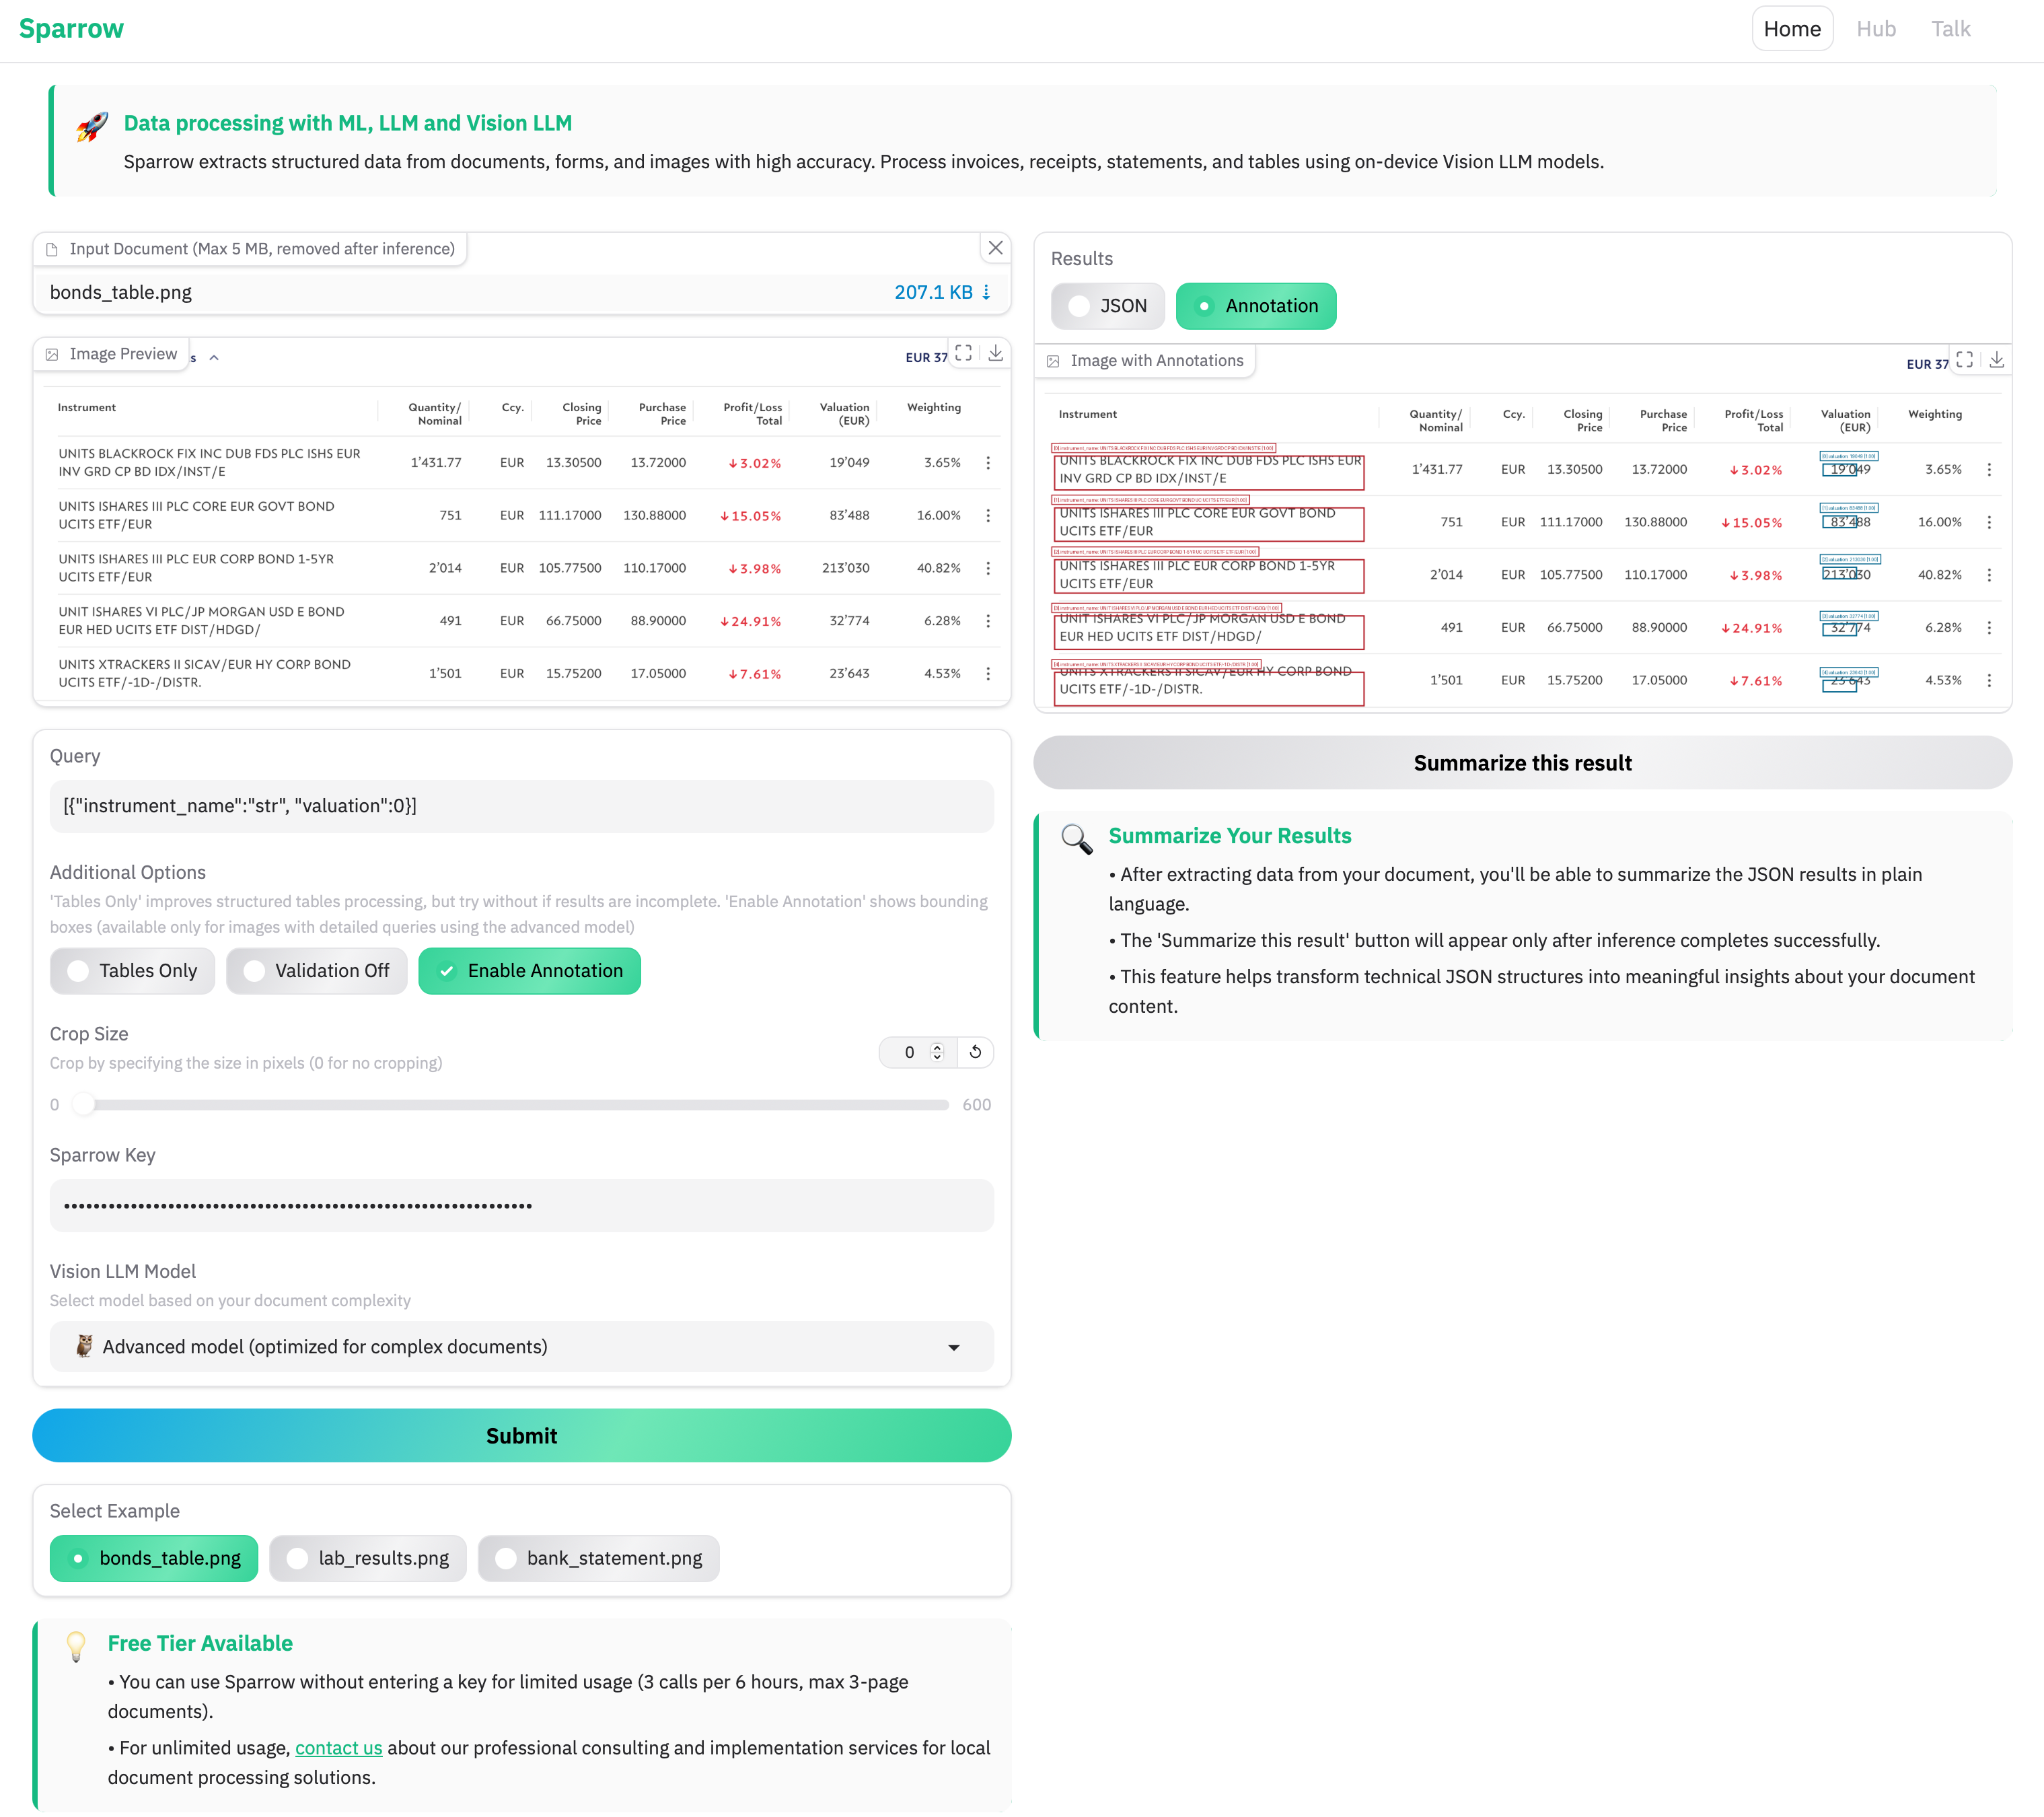 Sparrow
Home
Hub
Talk
Data processing with ML, LLM and Vision LLM
Sparrow extracts structured data from documents, forms, and images with high accuracy. Process invoices, receipts, statements, and tables using on-device Vision LLM models.
Input Document (Max 5 MB, removed after inference)
bonds_table.png
207.1 KB ⇣
Image Preview
s
EUR 37
Instrument
Quantity/
Nominal
Ccy.
Closing
Price
Purchase
Price
Profit/Loss
Total
Valuation
(EUR)
Weighting
UNITS BLACKROCK FIX INC DUB FDS PLC ISHS EUR
INV GRD CP BD IDX/INST/E
1'431.77 EUR 13.30500 13.72000 ↓3.02% 19'049 3.65%
UNITS ISHARES III PLC CORE EUR GOVT BOND
UCITS ETF/EUR
751 EUR 111.17000 130.88000 ↓15.05% 83'488 16.00%
UNITS ISHARES III PLC EUR CORP BOND 1-5YR
UCITS ETF/EUR
2'014 EUR 105.77500 110.17000 ↓3.98% 213'030 40.82%
UNIT ISHARES VI PLC/JP MORGAN USD E BOND
EUR HED UCITS ETF DIST/HDGD/
491 EUR 66.75000 88.90000 ↓24.91% 32'774 6.28%
UNITS XTRACKERS II SICAV/EUR HY CORP BOND
UCITS ETF/-1D-/DISTR.
1'501 EUR 15.75200 17.05000 ↓7.61% 23'643 4.53%
Query
[{"instrument_name":"str", "valuation":0}]
Additional Options
'Tables Only' improves structured tables processing, but try without if results are incomplete. 'Enable Annotation' shows bounding
boxes (available only for images with detailed queries using the advanced model)
Tables Only
Validation Off
Enable Annotation
Crop Size
Crop by specifying the size in pixels (0 for no cropping)
0
0
600
Sparrow Key
Vision LLM Model
Select model based on your document complexity
Advanced model (optimized for complex documents)
Submit
Select Example
bonds_table.png
lab_results.png
bank_statement.png
Free Tier Available
• You can use Sparrow without entering a key for limited usage (3 calls per 6 hours, max 3-page
documents).
• For unlimited usage, contact us about our professional consulting and implementation services for local
document processing solutions.
Results
JSON
Annotation
Image with Annotations
EUR 37
Instrument
Quantity/
Nominal
Ccy.
Closing
Price
Purchase
Price
Profit/Loss
Total
Valuation
(EUR)
Weighting
UNITS BLACKROCK FIX INC DUB FDS PLC ISHS EUR
INV GRD CP BD IDX/INST/E
1'431.77 EUR 13.30500 13.72000 ↓3.02% 19'049 3.65%
UNITS ISHARES III PLC CORE EUR GOVT BOND
UCITS ETF/EUR
751 EUR 111.17000 130.88000 ↓15.05% 83'488 16.00%
UNITS ISHARES III PLC EUR CORP BOND 1-5YR
UCITS ETF/EUR
2'014 EUR 105.77500 110.17000 ↓3.98% 213'030 40.82%
UNIT ISHARES VI PLC/JP MORGAN USD E BOND
EUR HED UCITS ETF DIST/HDGD/
491 EUR 66.75000 88.90000 ↓24.91% 32'774 6.28%
UNITS XTRACKERS II SICAV/EUR HY CORP BOND
UCITS ETF/-1D-/DISTR.
1'501 EUR 15.75200 17.05000 ↓7.61% 23'643 4.53%
Summarize this result
Summarize Your Results
• After extracting data from your document, you'll be able to summarize the JSON results in plain
language.
• The 'Summarize this result' button will appear only after inference completes successfully.
• This feature helps transform technical JSON structures into meaningful insights about your document
content.